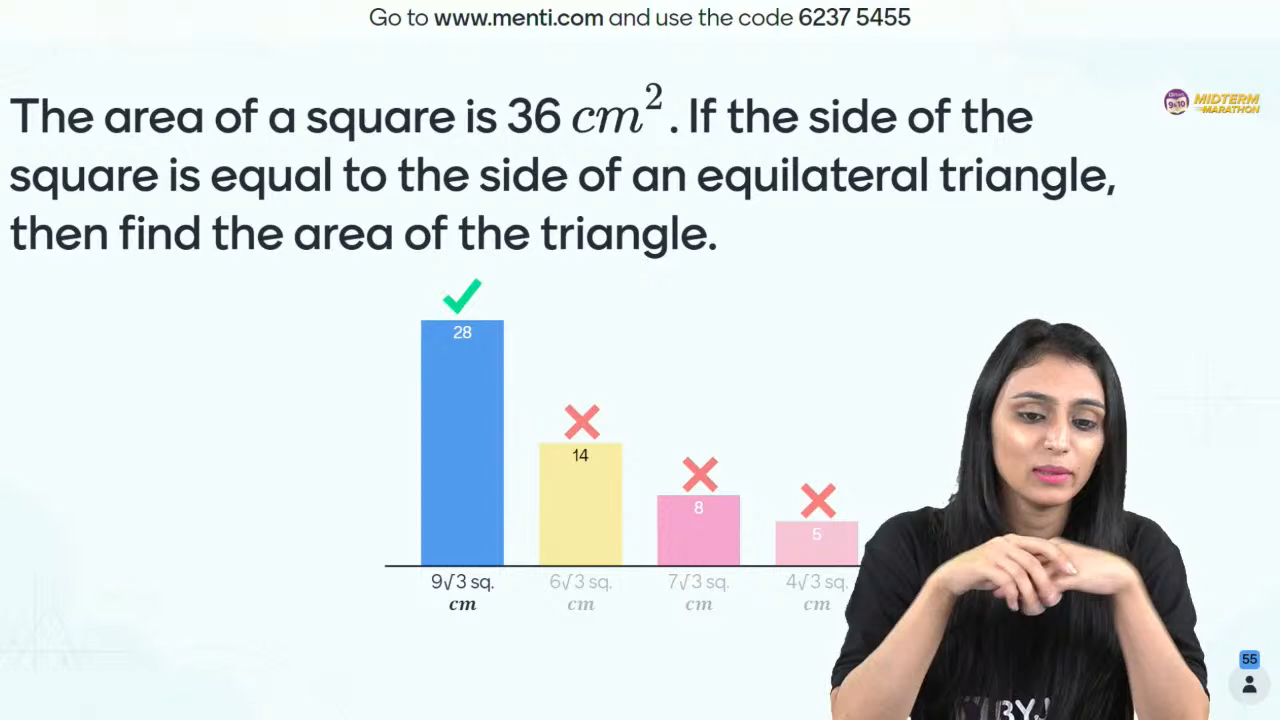 Go to www.menti.com and use the code 6237 5455
The area of a square is 36 cm². If the side of the
square is equal to the side of an equilateral triangle,
then find the area of the triangle.
MIDTERM
MARATHON
9&10
28
14
8
5
9√3 sq.
cm
6√3 sq.
cm
7√3 sq.
cm
4√3 sq.
cm
55
BYJ